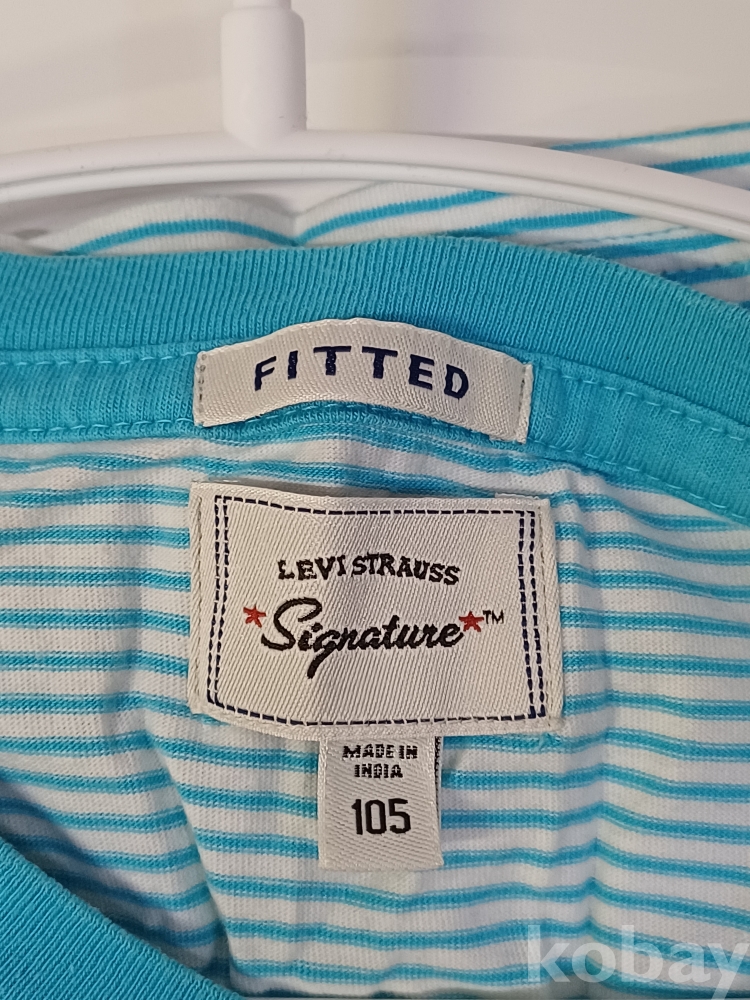 FITTED
LEVI STRAUSS
Signature™
MADE IN
INDIA
105
kobay